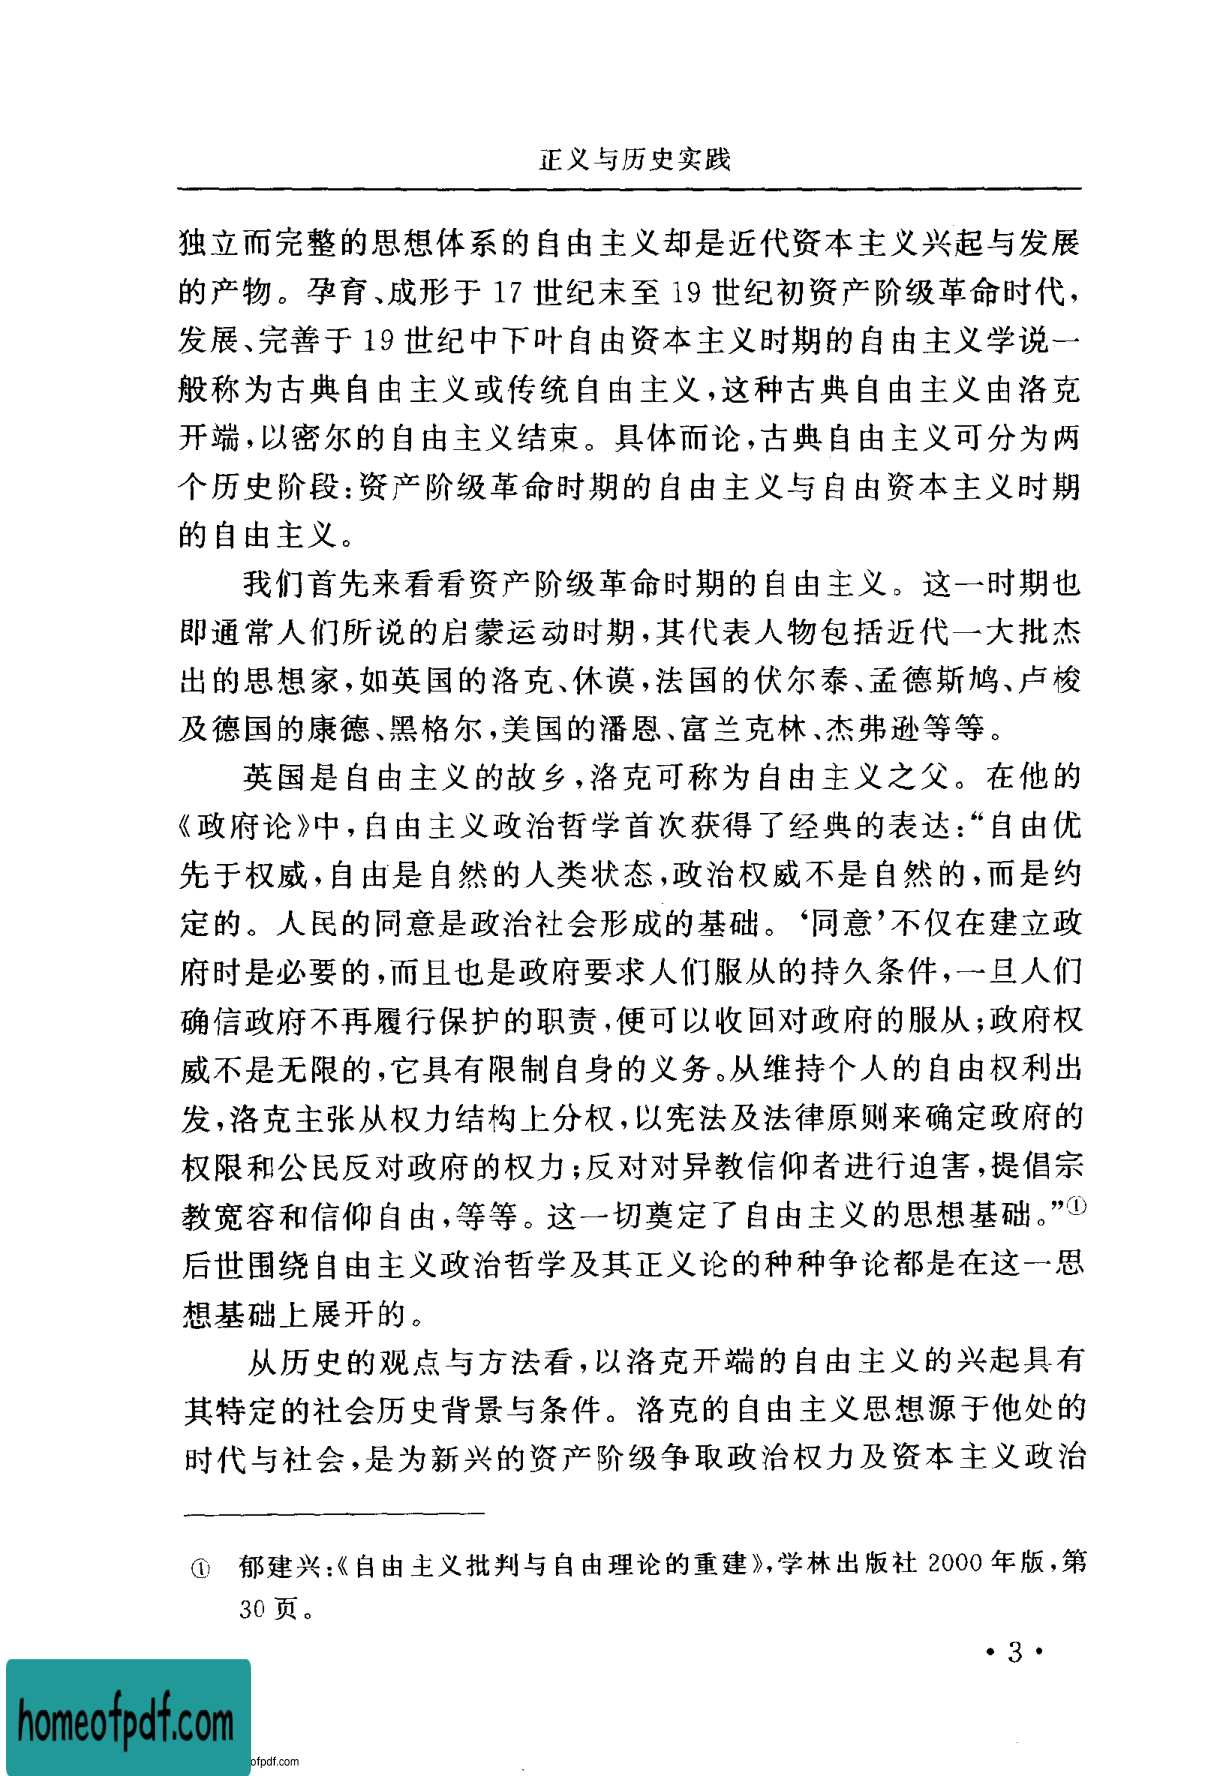 正义与历史实践
独立而完整的思想体系的自由主义却是近代资本主义兴起与发展
的产物。孕育、成形于 17 世纪末至 19 世纪初资产阶级革命时代，
发展、完善于 19 世纪中下叶自由资本主义时期的自由主义学说一
般称为古典自由主义或传统自由主义，这种古典自由主义由洛克
开端，以密尔的自由主义结束。具体而论，古典自由主义可分为两
个历史阶段：资产阶级革命时期的自由主义与自由资本主义时期
的自由主义。
我们首先来看看资产阶级革命时期的自由主义。这一时期也
即通常人们所说的启蒙运动时期，其代表人物包括近代一大批杰
出的思想家，如英国的洛克、休谟，法国的伏尔泰、孟德斯鸠、卢梭
及德国的康德、黑格尔，美国的潘恩、富兰克林、杰弗逊等等。
英国是自由主义的故乡，洛克可称为自由主义之父。在他的
《政府论》中，自由主义政治哲学首次获得了经典的表达：“自由优
先于权威，自由是自然的人类状态，政治权威不是自然的，而是约
定的。人民的同意是政治社会形成的基础。‘同意’不仅在建立政
府时是必要的，而且也是政府要求人们服从的持久条件，一旦人们
确信政府不再履行保护的职责，便可以收回对政府的服从；政府权
威不是无限的，它具有限制自身的义务。从维持个人的自由权利出
发，洛克主张从权力结构上分权，以宪法及法律原则来确定政府的
权限和公民反对政府的权力；反对对异教信仰者进行迫害，提倡宗
教宽容和信仰自由，等等。这一切奠定了自由主义的思想基础。”①
后世围绕自由主义政治哲学及其正义论的种种争论都是在这一思
想基础上展开的。
从历史的观点与方法看，以洛克开端的自由主义的兴起具有
其特定的社会历史背景与条件。洛克的自由主义思想源于他处的
时代与社会，是为新兴的资产阶级争取政治权力及资本主义政治
① 郁建兴：《自由主义批判与自由理论的重建》，学林出版社 2000 年版，第
30 页。
· 3 ·
homeofpdf.com
ofpdf.com